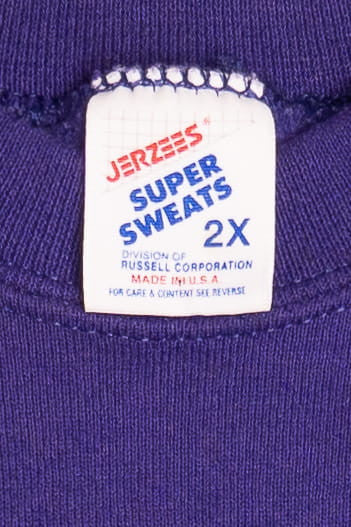 JERZEES®
SUPER
SWEATS
2X
DIVISION OF
RUSSELL CORPORATION
MADE IN U.S.A
FOR CARE & CONTENT SEE REVERSE